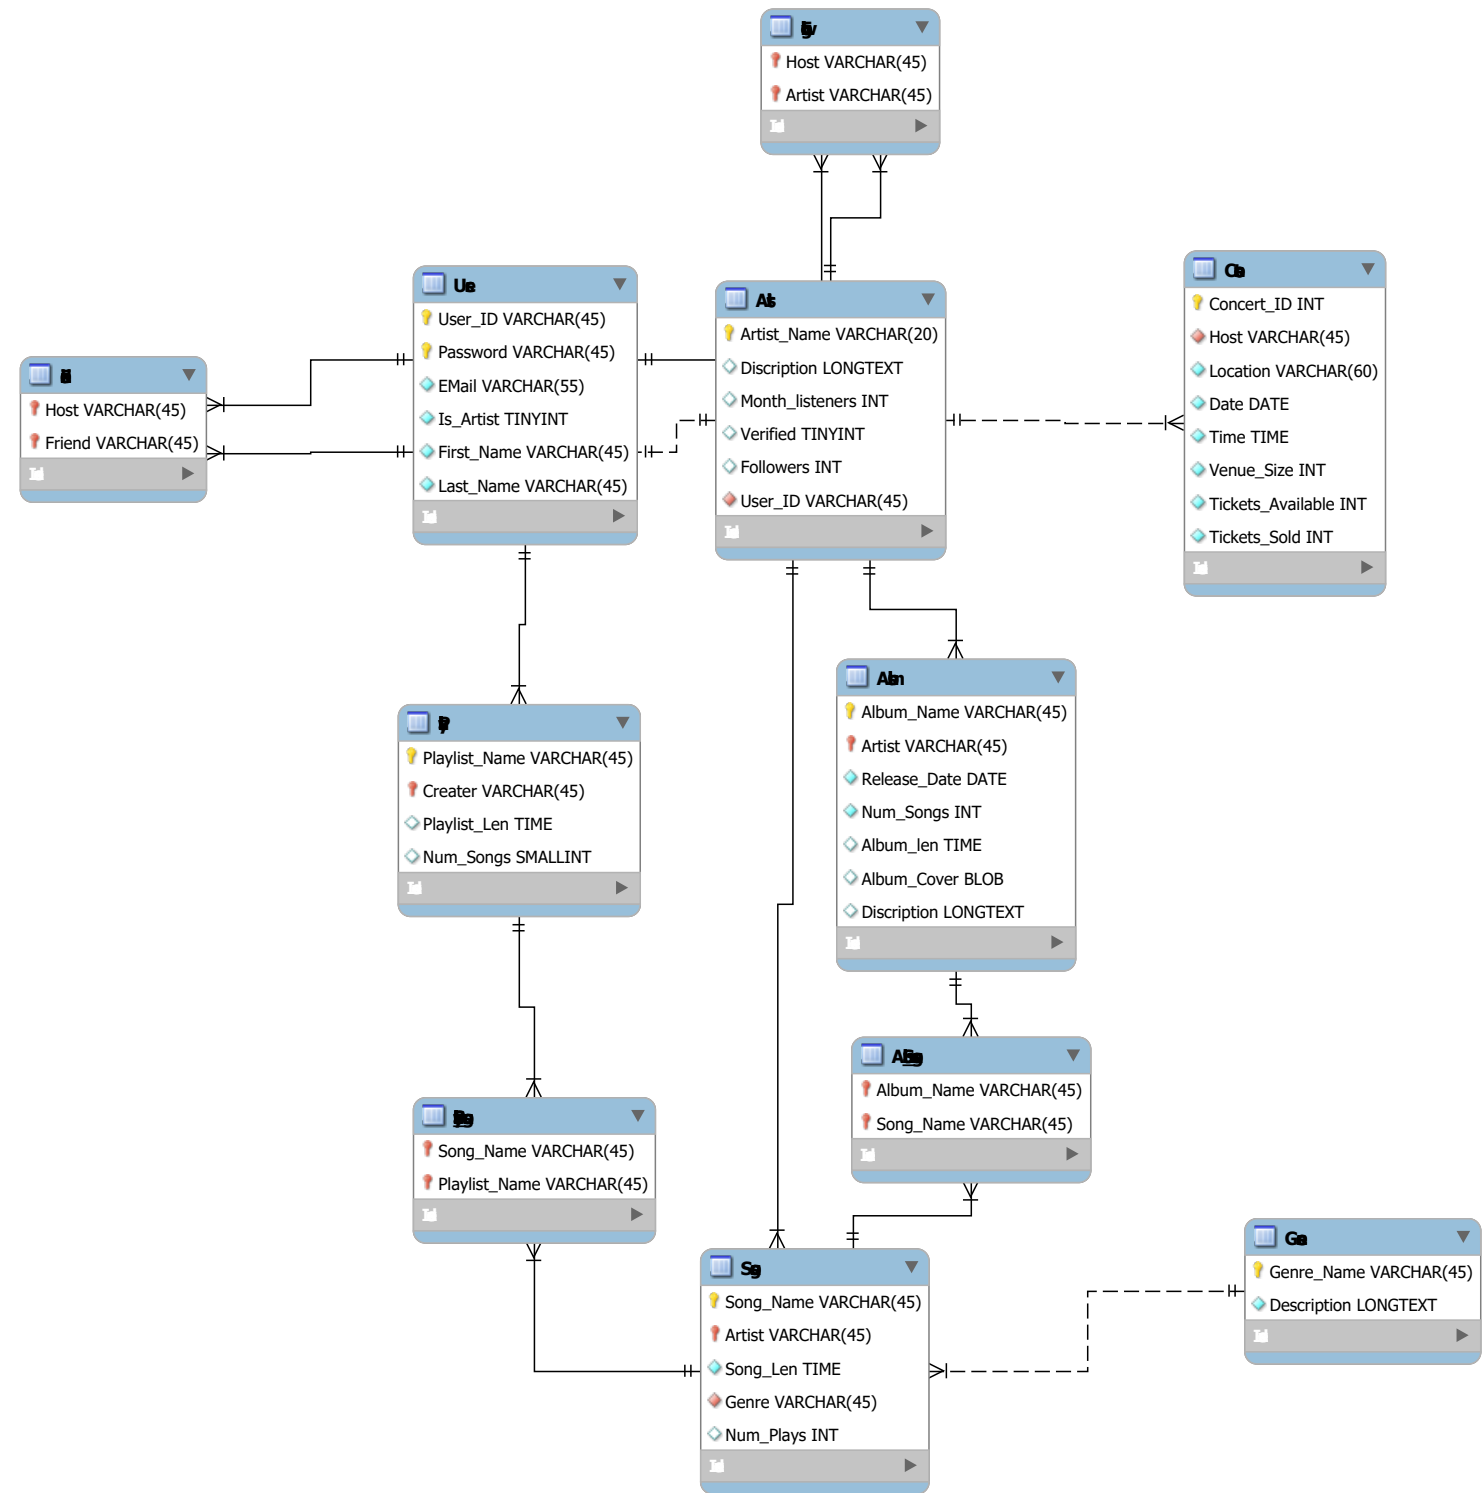 Host VARCHAR(45)
Artist VARCHAR(45)
User_ID VARCHAR(45)
Password VARCHAR(45)
EMail VARCHAR(55)
Is_Artist TINYINT
First_Name VARCHAR(45)
Last_Name VARCHAR(45)
Artist_Name VARCHAR(20)
Discription LONGTEXT
Month_listeners INT
Verified TINYINT
Followers INT
User_ID VARCHAR(45)
Concert_ID INT
Host VARCHAR(45)
Location VARCHAR(60)
Date DATE
Time TIME
Venue_Size INT
Tickets_Available INT
Tickets_Sold INT
Host VARCHAR(45)
Friend VARCHAR(45)
Playlist_Name VARCHAR(45)
Creater VARCHAR(45)
Playlist_Len TIME
Num_Songs SMALLINT
Album_Name VARCHAR(45)
Artist VARCHAR(45)
Release_Date DATE
Num_Songs INT
Album_len TIME
Album_Cover BLOB
Discription LONGTEXT
Album_Name VARCHAR(45)
Song_Name VARCHAR(45)
Song_Name VARCHAR(45)
Playlist_Name VARCHAR(45)
Song_Name VARCHAR(45)
Artist VARCHAR(45)
Song_Len TIME
Genre VARCHAR(45)
Num_Plays INT
Genre_Name VARCHAR(45)
Description LONGTEXT